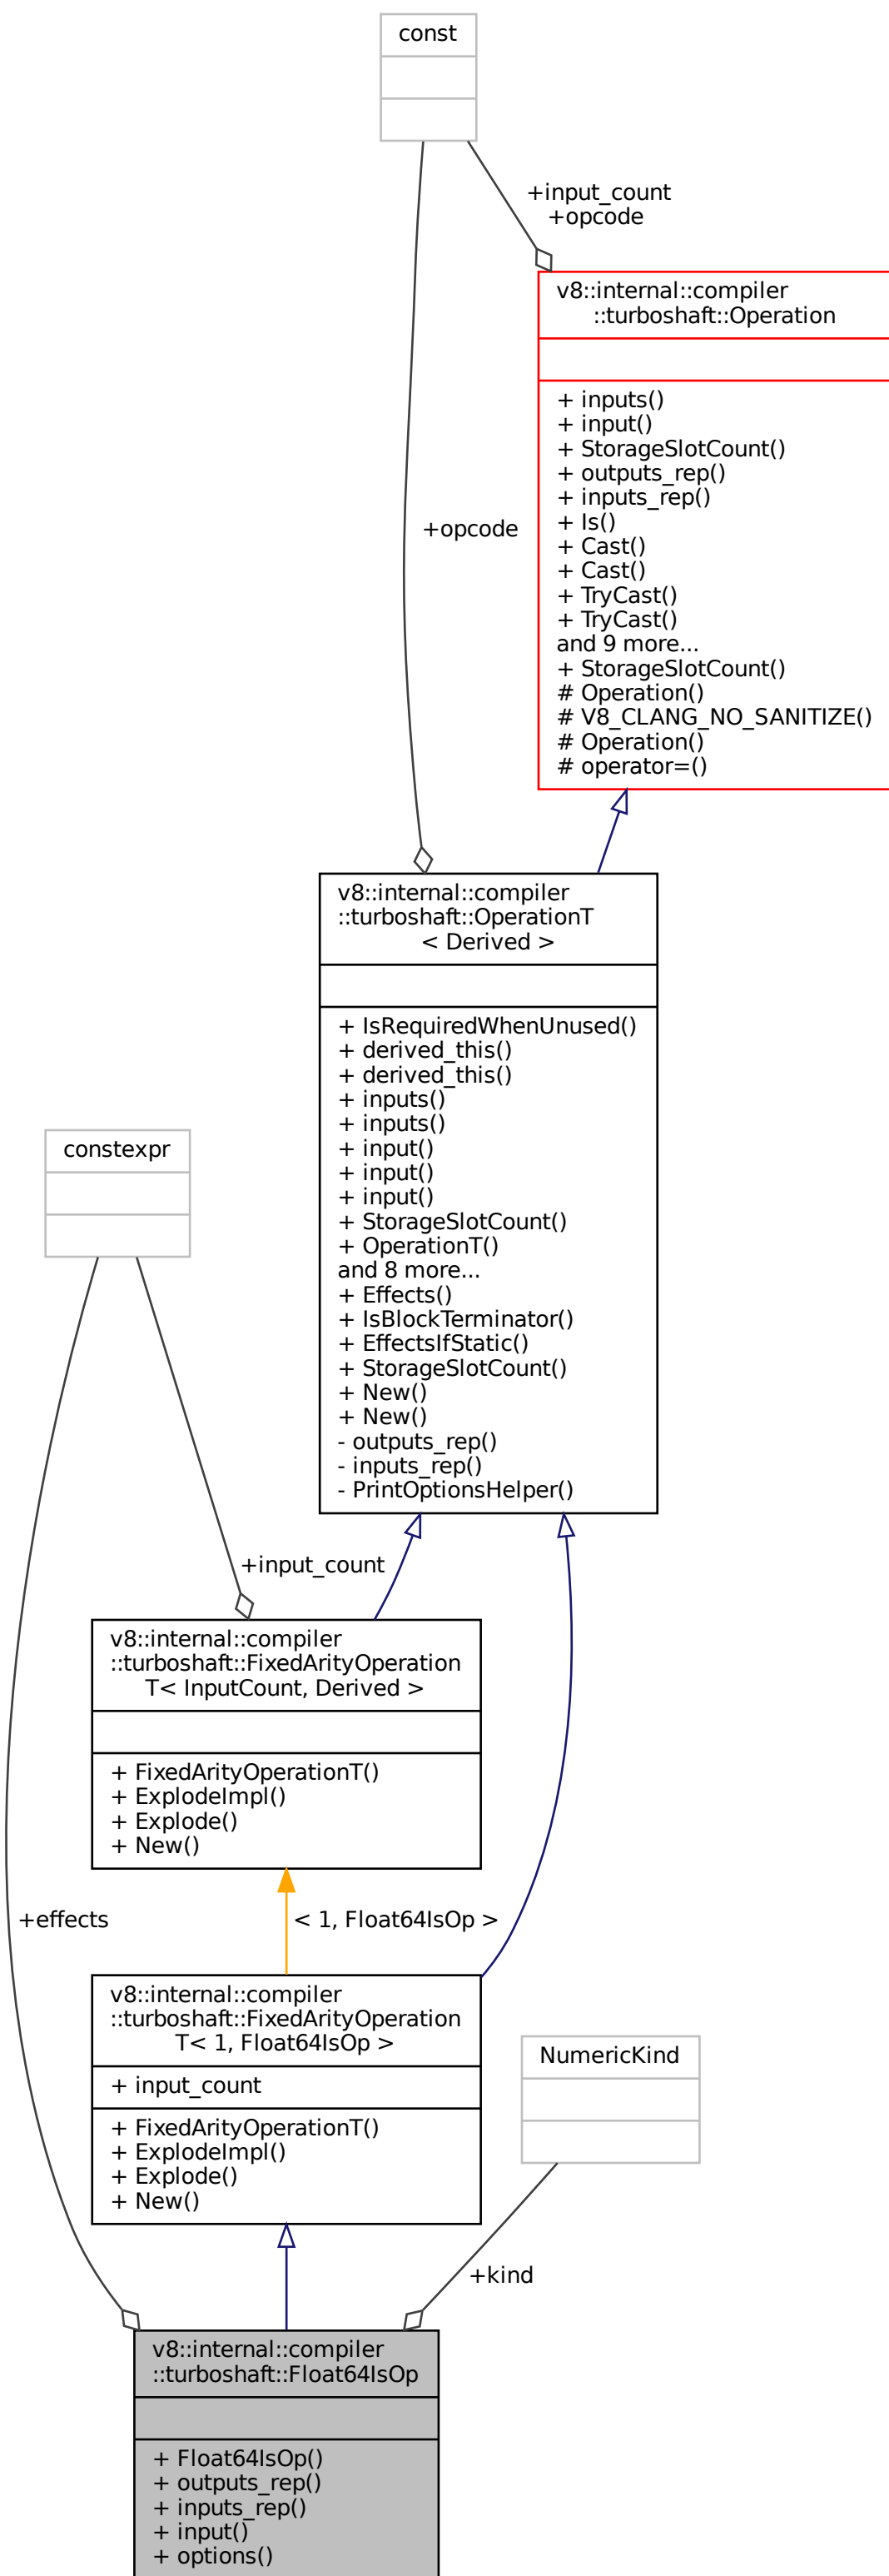 const
+input_count
+opcode
v8::internal::compiler
::turboshaft::Operation
+ inputs()
+ input()
+ StorageSlotCount()
+ outputs_rep()
+ inputs_rep()
+ Is()
+ Cast()
+ Cast()
+ TryCast()
+ TryCast()
and 9 more...
+ StorageSlotCount()
# Operation()
# V8_CLANG_NO_SANITIZE()
# Operation()
# operator=()
+opcode
v8::internal::compiler
::turboshaft::OperationT
< Derived >
+ IsRequiredWhenUnused()
+ derived_this()
+ derived_this()
+ inputs()
+ inputs()
+ input()
+ input()
+ input()
+ StorageSlotCount()
+ OperationT()
and 8 more...
+ Effects()
+ IsBlockTerminator()
+ EffectsIfStatic()
+ StorageSlotCount()
+ New()
+ New()
- outputs_rep()
- inputs_rep()
- PrintOptionsHelper()
constexpr
+input_count
v8::internal::compiler
::turboshaft::FixedArityOperation
T< InputCount, Derived >
+ FixedArityOperationT()
+ ExplodeImpl()
+ Explode()
+ New()
+effects
< 1, Float64IsOp >
v8::internal::compiler
::turboshaft::FixedArityOperation
T< 1, Float64IsOp >
+ input_count
+ FixedArityOperationT()
+ ExplodeImpl()
+ Explode()
+ New()
NumericKind
+kind
v8::internal::compiler
::turboshaft::Float64IsOp
+ Float64IsOp()
+ outputs_rep()
+ inputs_rep()
+ input()
+ options()